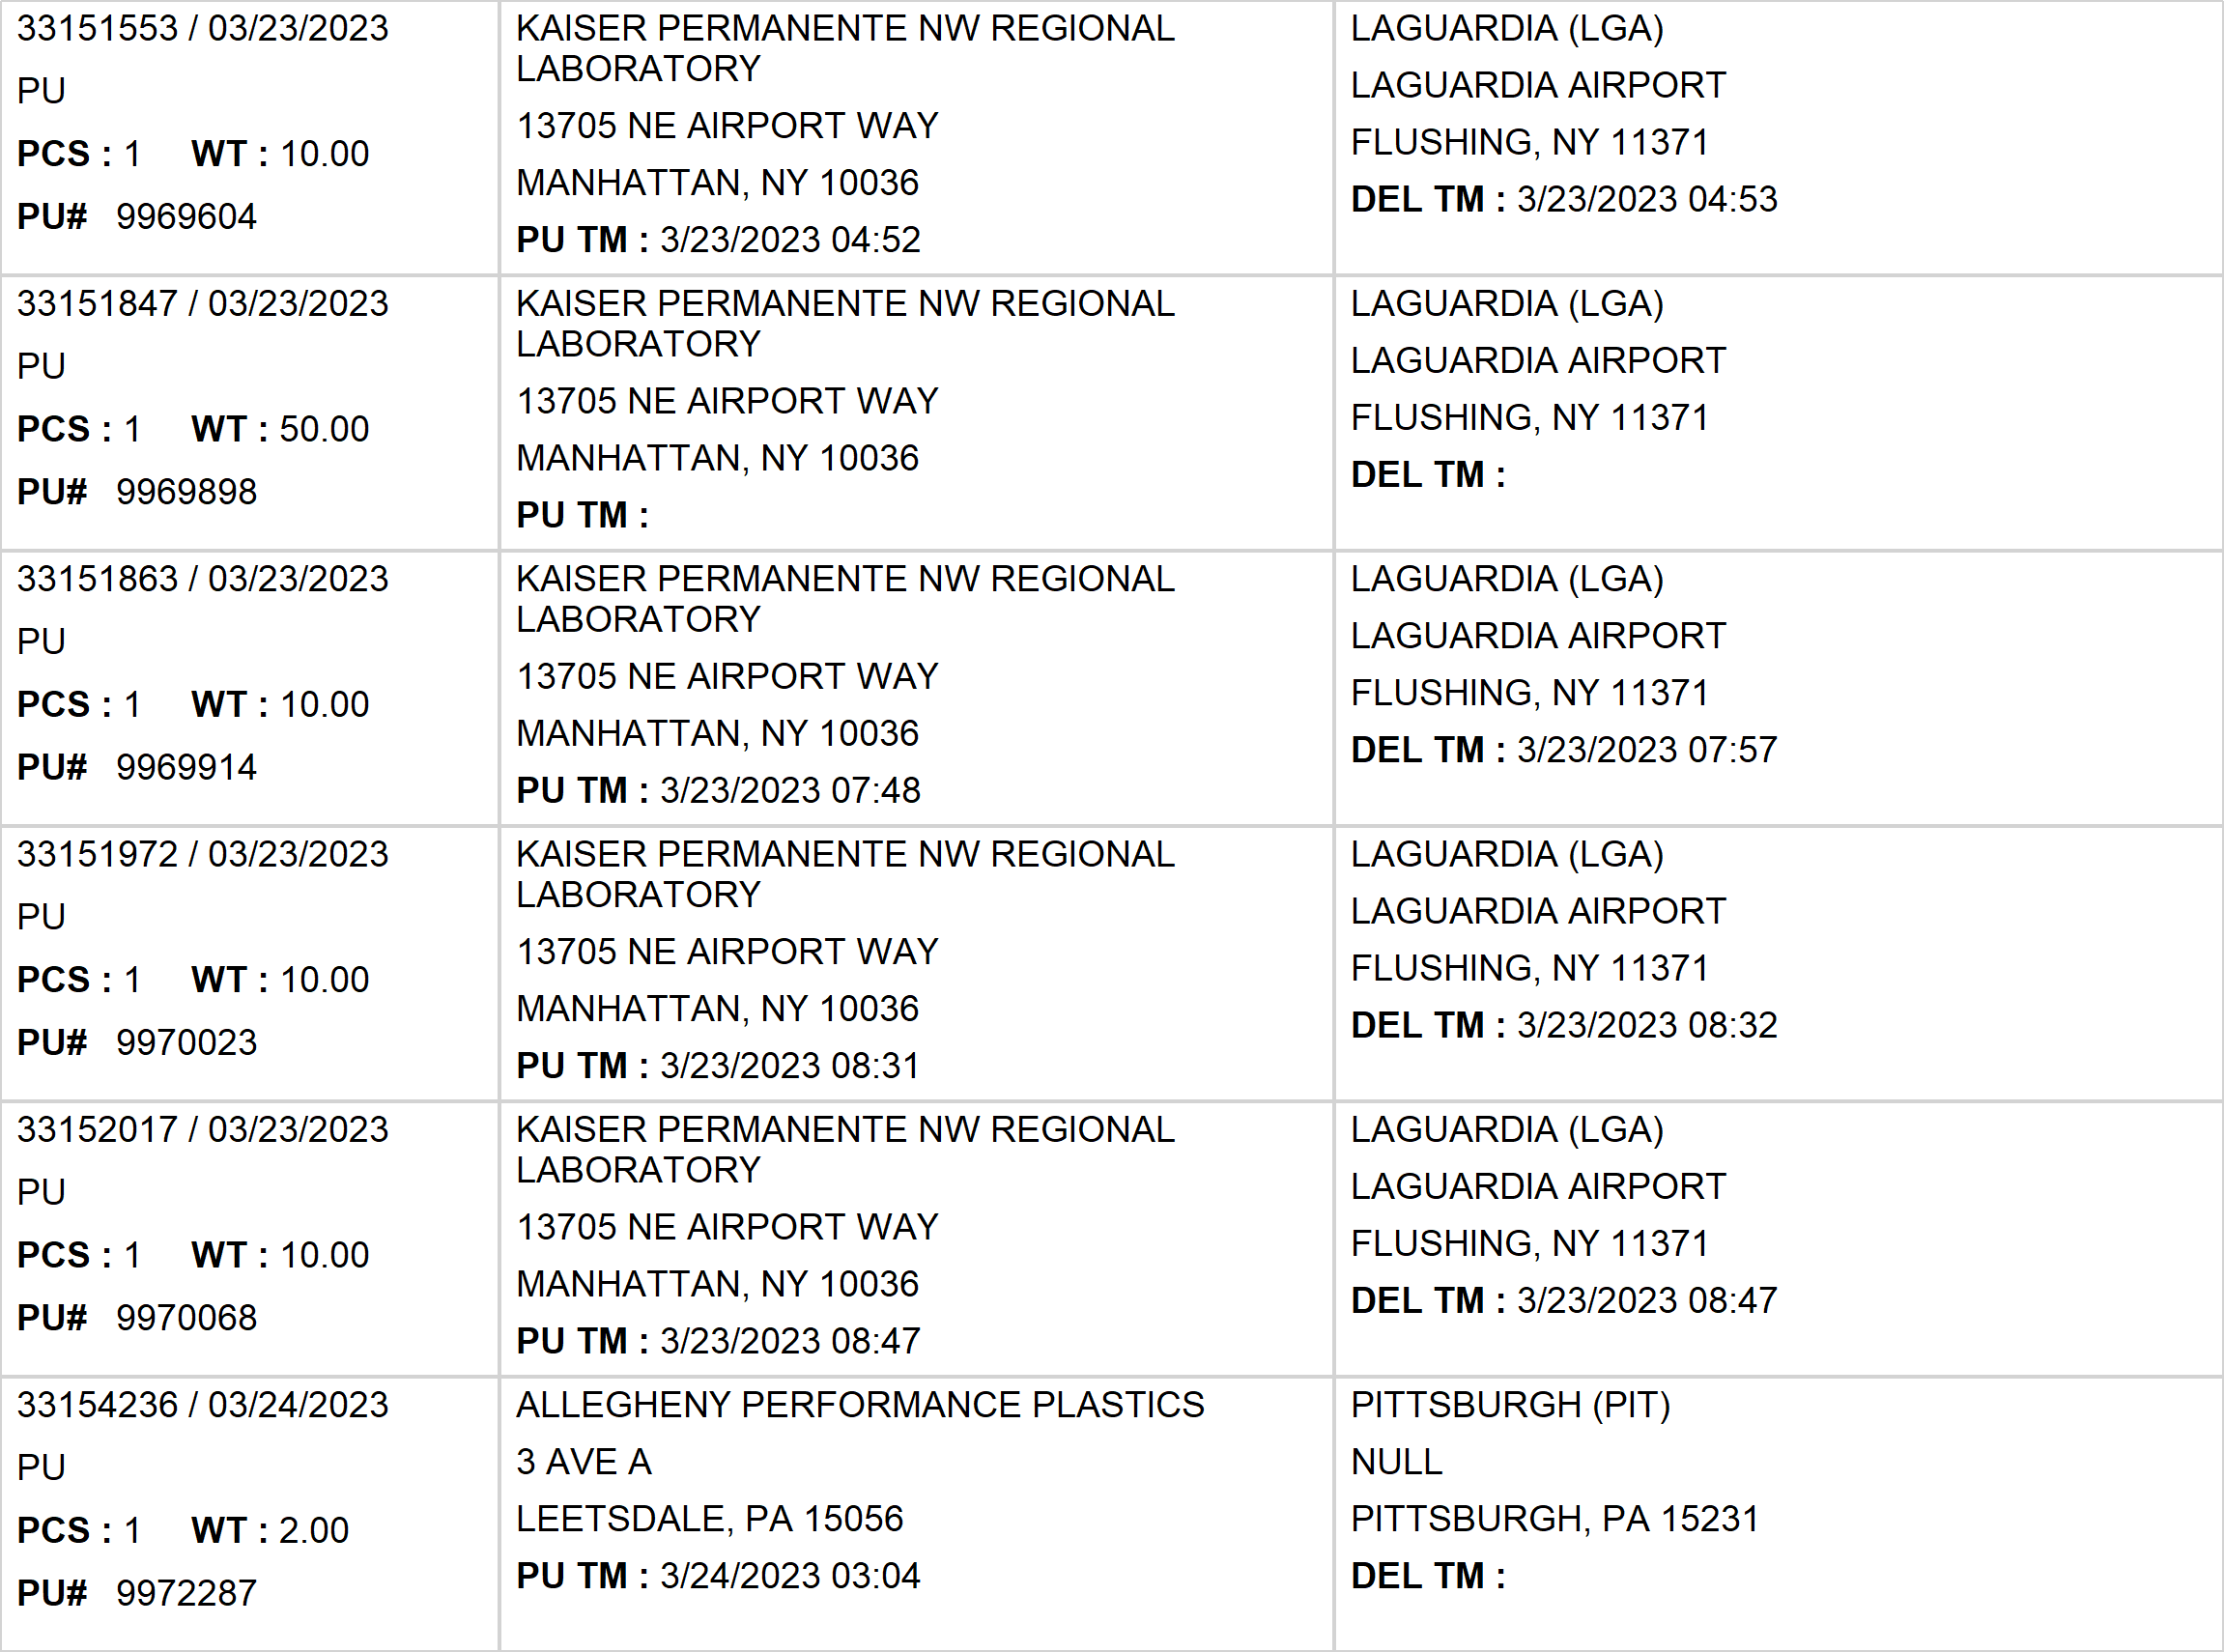 33151553 / 03/23/2023
PU
PCS : 1 WT : 10.00
PU# 9969604
KAISER PERMANENTE NW REGIONAL
LABORATORY
13705 NE AIRPORT WAY
MANHATTAN, NY 10036
PU TM : 3/23/2023 04:52
LAGUARDIA (LGA)
LAGUARDIA AIRPORT
FLUSHING, NY 11371
DEL TM : 3/23/2023 04:53
33151847 / 03/23/2023
PU
PCS : 1 WT : 50.00
PU# 9969898
KAISER PERMANENTE NW REGIONAL
LABORATORY
13705 NE AIRPORT WAY
MANHATTAN, NY 10036
PU TM :
LAGUARDIA (LGA)
LAGUARDIA AIRPORT
FLUSHING, NY 11371
DEL TM :
33151863 / 03/23/2023
PU
PCS : 1 WT : 10.00
PU# 9969914
KAISER PERMANENTE NW REGIONAL
LABORATORY
13705 NE AIRPORT WAY
MANHATTAN, NY 10036
PU TM : 3/23/2023 07:48
LAGUARDIA (LGA)
LAGUARDIA AIRPORT
FLUSHING, NY 11371
DEL TM : 3/23/2023 07:57
33151972 / 03/23/2023
PU
PCS : 1 WT : 10.00
PU# 9970023
KAISER PERMANENTE NW REGIONAL
LABORATORY
13705 NE AIRPORT WAY
MANHATTAN, NY 10036
PU TM : 3/23/2023 08:31
LAGUARDIA (LGA)
LAGUARDIA AIRPORT
FLUSHING, NY 11371
DEL TM : 3/23/2023 08:32
33152017 / 03/23/2023
PU
PCS : 1 WT : 10.00
PU# 9970068
KAISER PERMANENTE NW REGIONAL
LABORATORY
13705 NE AIRPORT WAY
MANHATTAN, NY 10036
PU TM : 3/23/2023 08:47
LAGUARDIA (LGA)
LAGUARDIA AIRPORT
FLUSHING, NY 11371
DEL TM : 3/23/2023 08:47
33154236 / 03/24/2023
PU
PCS : 1 WT : 2.00
PU# 9972287
ALLEGHENY PERFORMANCE PLASTICS
3 AVE A
LEETSDALE, PA 15056
PU TM : 3/24/2023 03:04
PITTSBURGH (PIT)
NULL
PITTSBURGH, PA 15231
DEL TM :